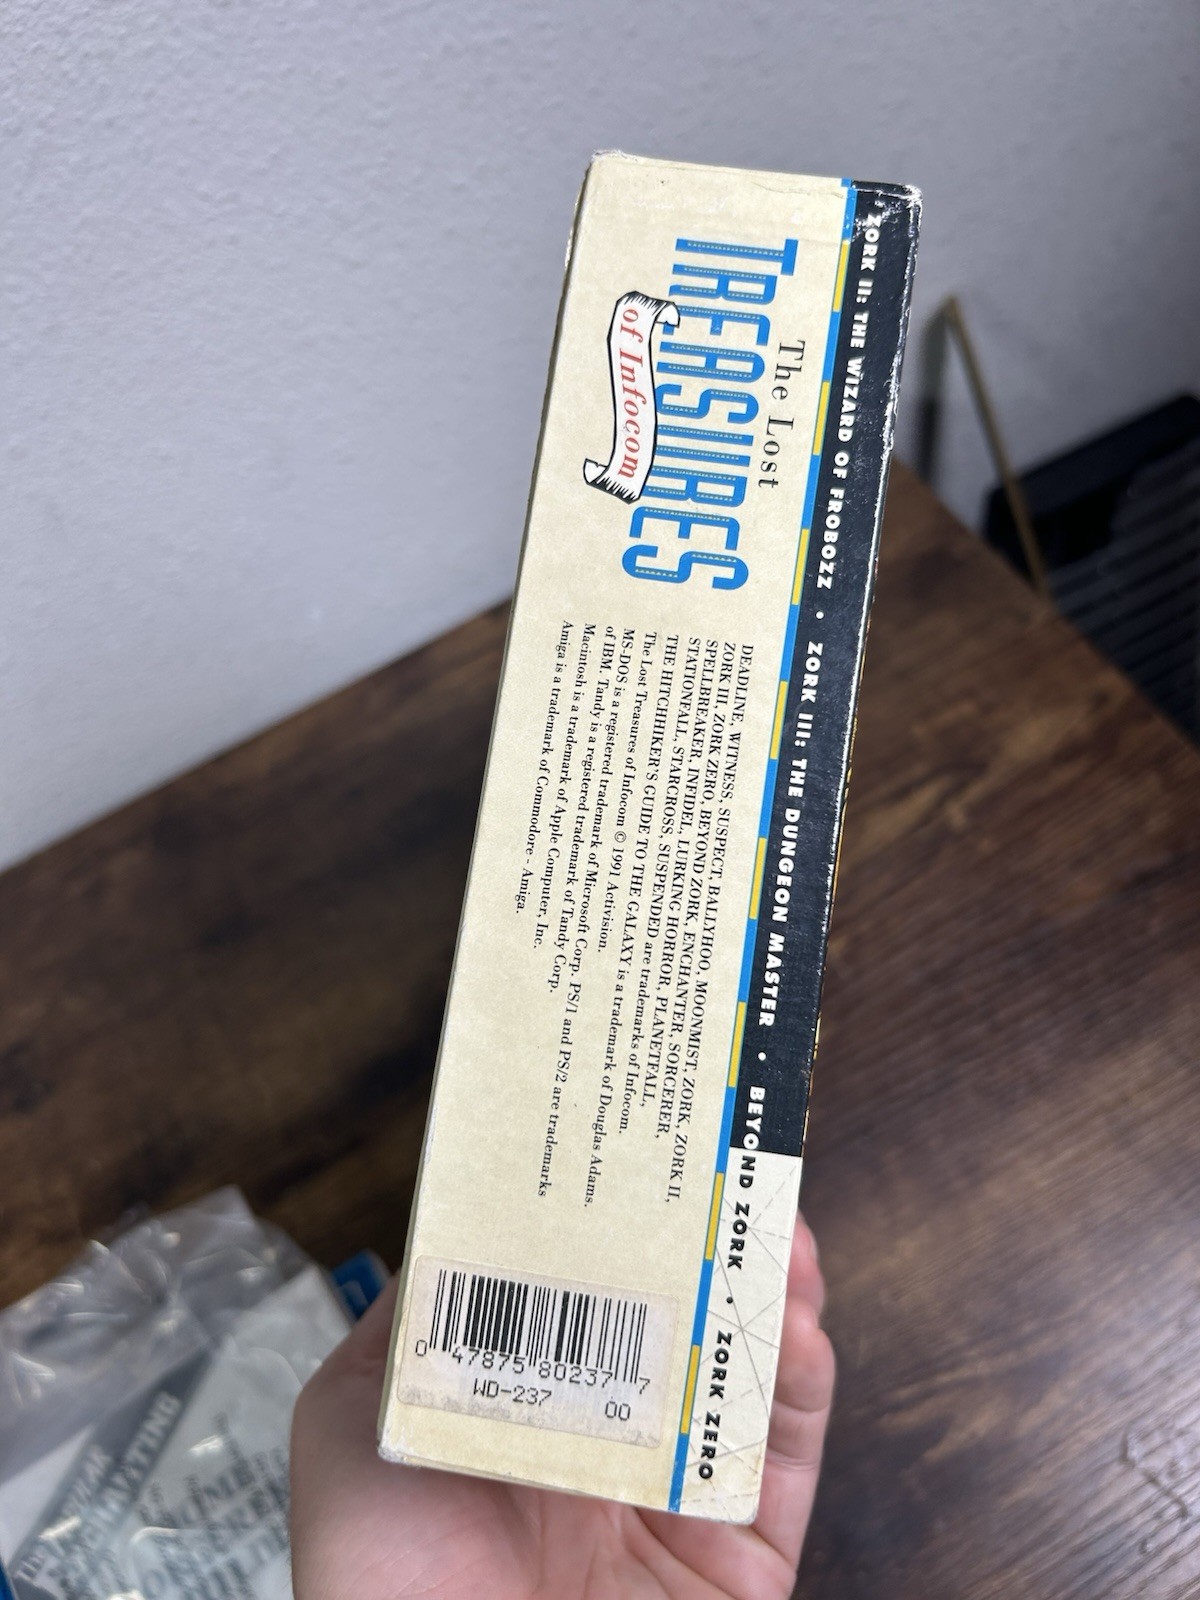 ZORK II: THE WIZARD OF FROBOZZ • ZORK III: THE DUNGEON MASTER • BEYOND ZORK • ZORK ZERO
The Lost
TREASURES
of Infocom
DEADLINE, WITNESS, SUSPECT, BALLYHOO, MOONMIST, ZORK, ZORK II,
ZORK III, ZORK ZERO, BEYOND ZORK, ENCHANTER, SORCERER,
SPELLBREAKER, INFIDEL, LURKING HORROR, PLANETFALL,
STATIONFALL, STARCROSS, SUSPENDED are trademarks of Infocom.
THE HITCHHIKER'S GUIDE TO THE GALAXY is a trademark of Douglas Adams.
The Lost Treasures of Infocom © 1991 Activision.
MS-DOS is a registered trademark of Microsoft Corp. PS/1 and PS/2 are trademarks
of IBM. Tandy is a registered trademark of Tandy Corp.
Macintosh is a trademark of Apple Computer, Inc.
Amiga is a trademark of Commodore - Amiga.
0 47875 80237 7
WD-237 00